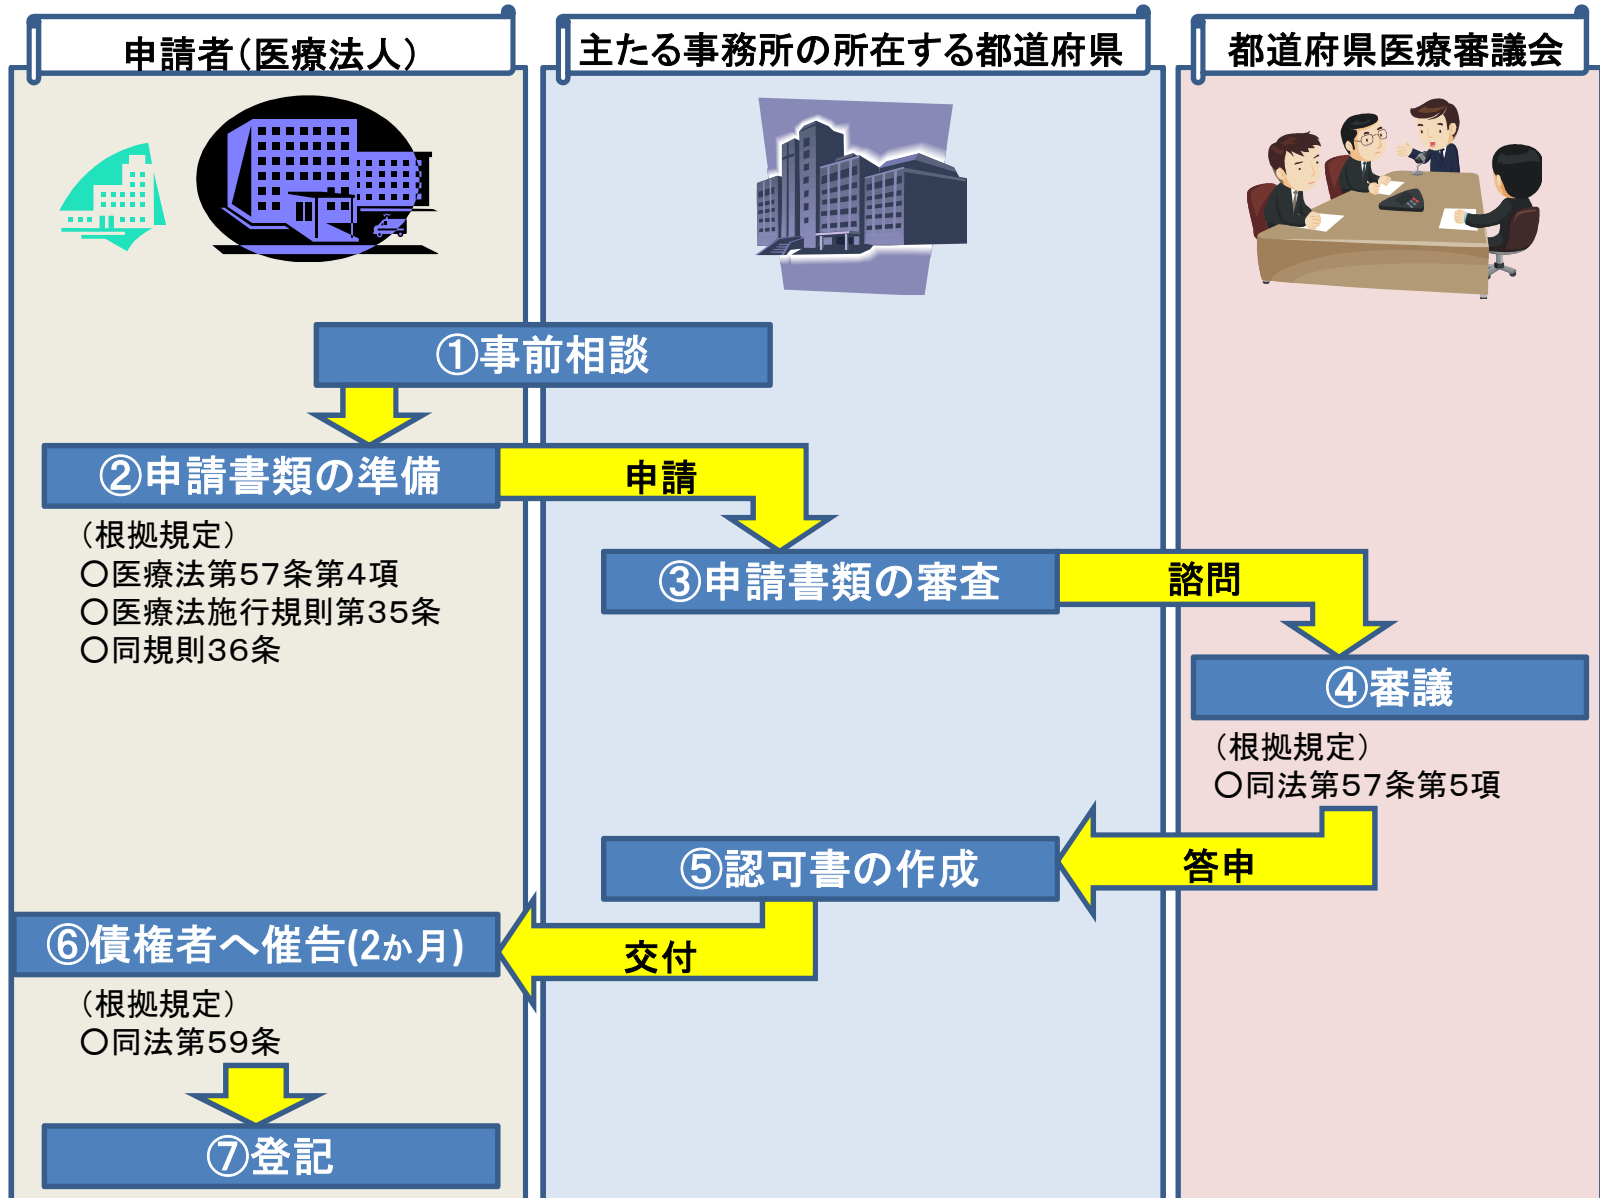 申請者（医療法人）
主たる事務所の所在する都道府県
都道府県医療審議会
①事前相談
②申請書類の準備
申請
（根拠規定）
○医療法第57条第4項
○医療法施行規則第35条
○同規則36条
③申請書類の審査
諮問
④審議
（根拠規定）
○同法第57条第5項
答申
⑤認可書の作成
交付
⑥債権者へ催告(2か月)
（根拠規定）
○同法第59条
⑦登記